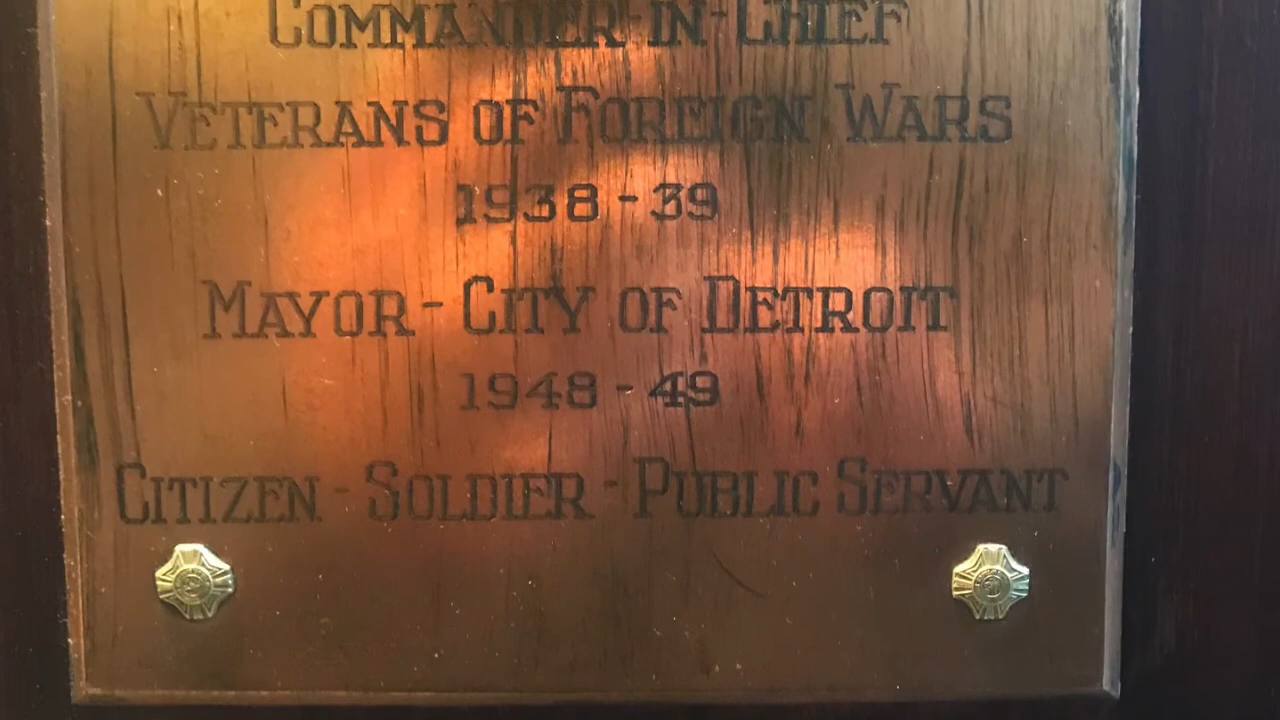 Commander-in-Chief
Veterans of Foreign Wars
1938-39
Mayor-City of Detroit
1948-49
Citizen-Soldier-Public Servant